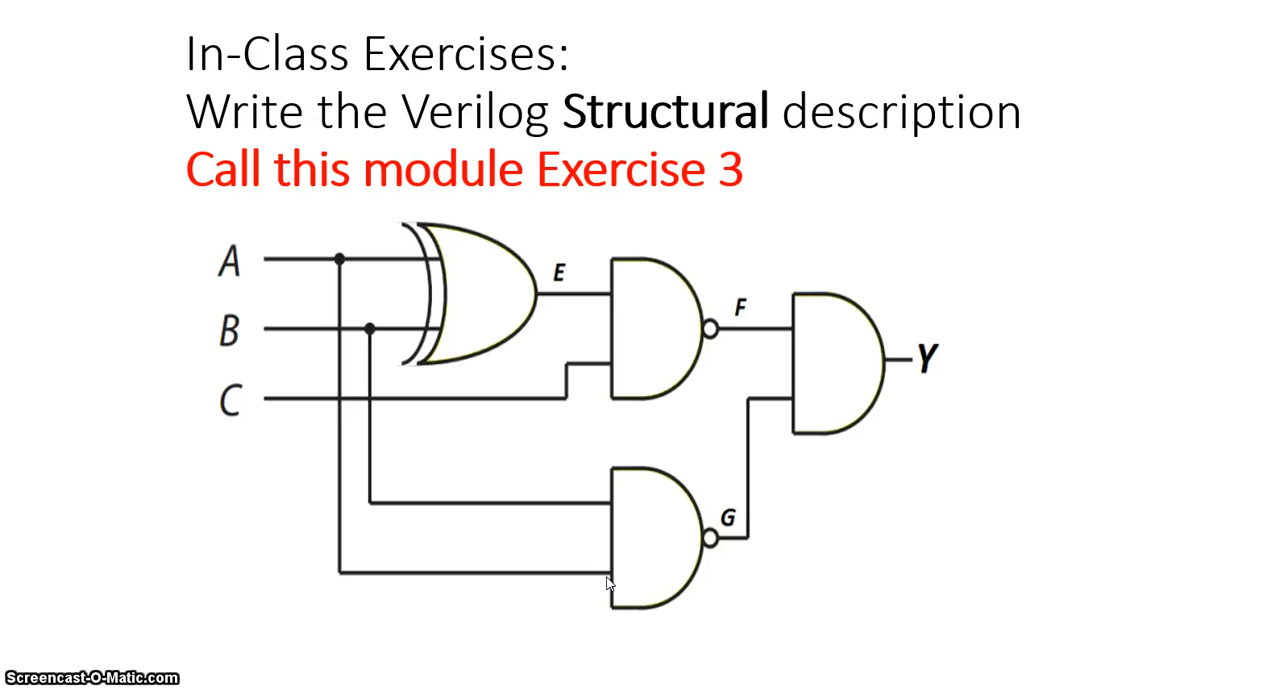 In-Class Exercises:
Write the Verilog Structural description
Call this module Exercise 3
A
E
F
B
Y
C
G
Screencast-O-Matic.com